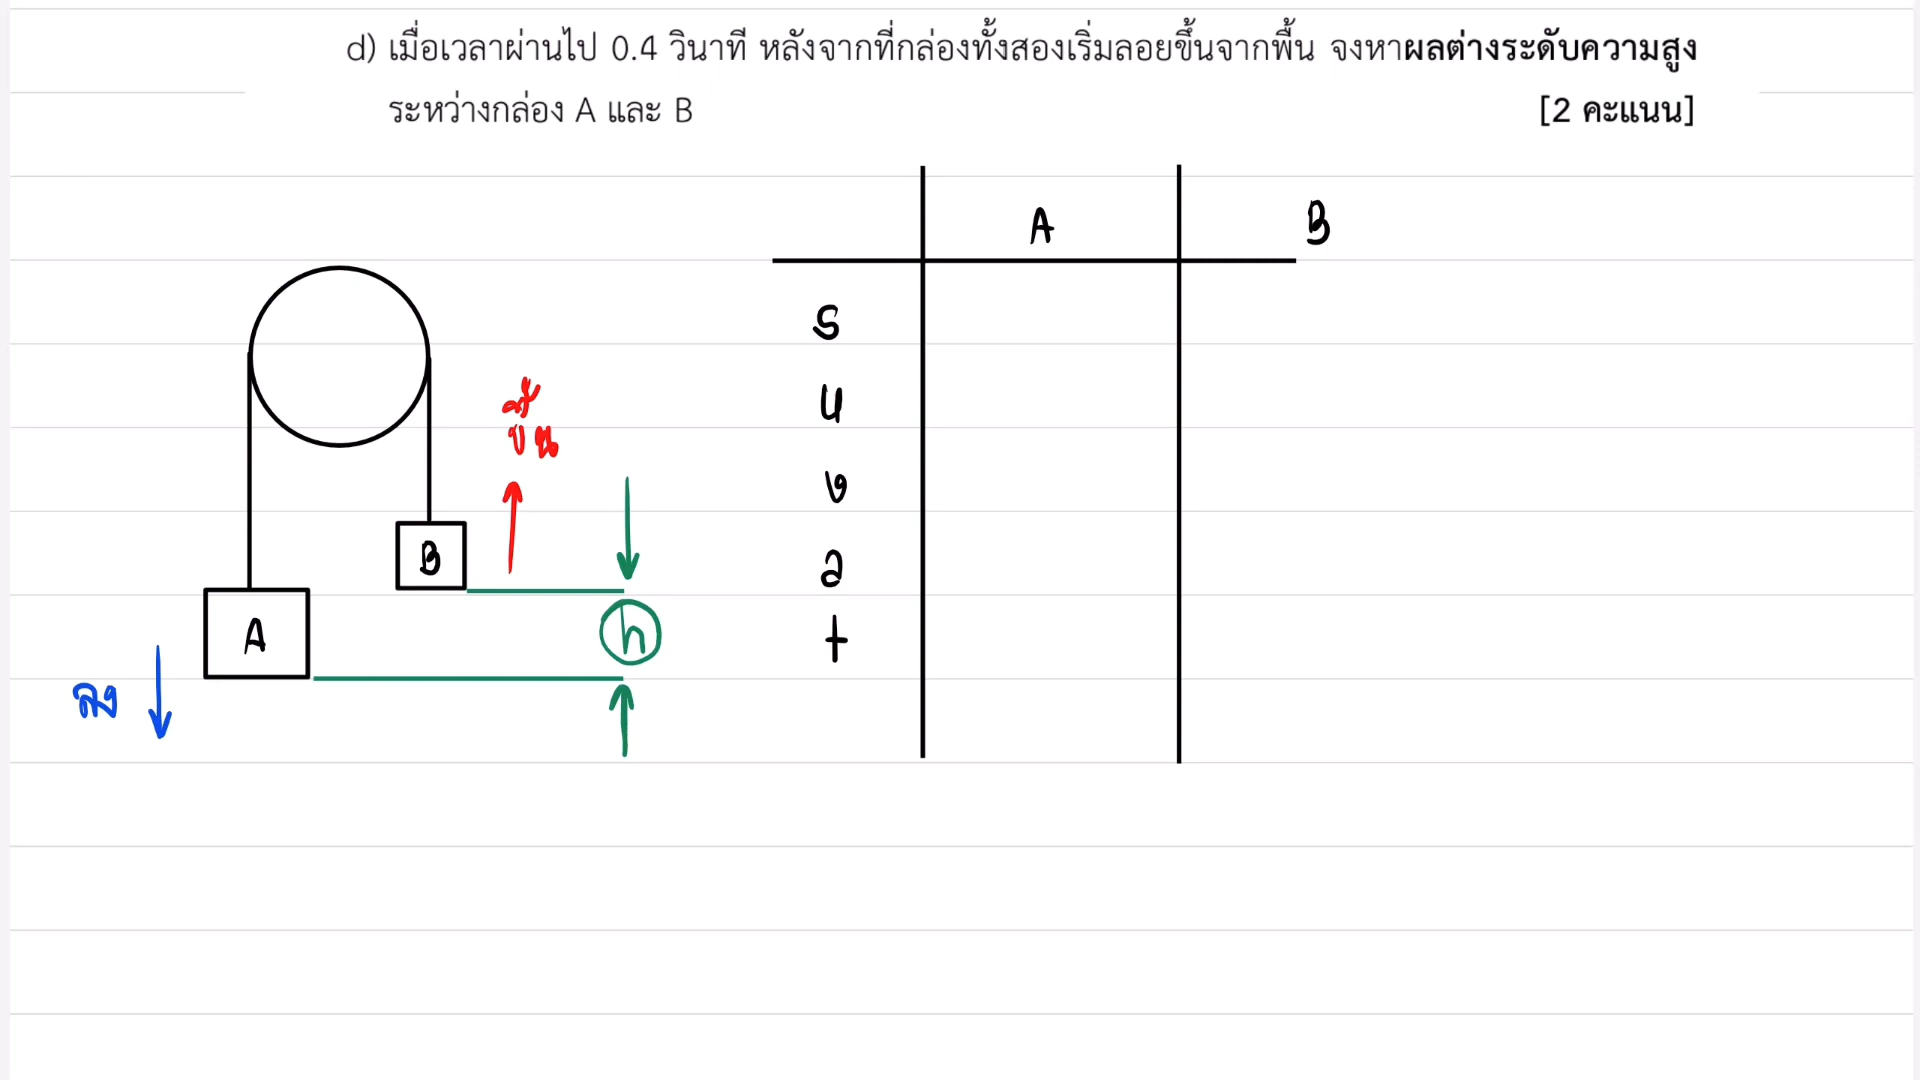 d) เมื่อเวลาผ่านไป 0.4 วินาที หลังจากที่กล่องทั้งสองเริ่มลอยขึ้นจากพื้น จงหาผลต่างระดับความสูง
ระหว่างกล่อง A และ B [2 คะแนน]
A B
s
u
v
a
t
ขึ้น
B
A
h
ลง